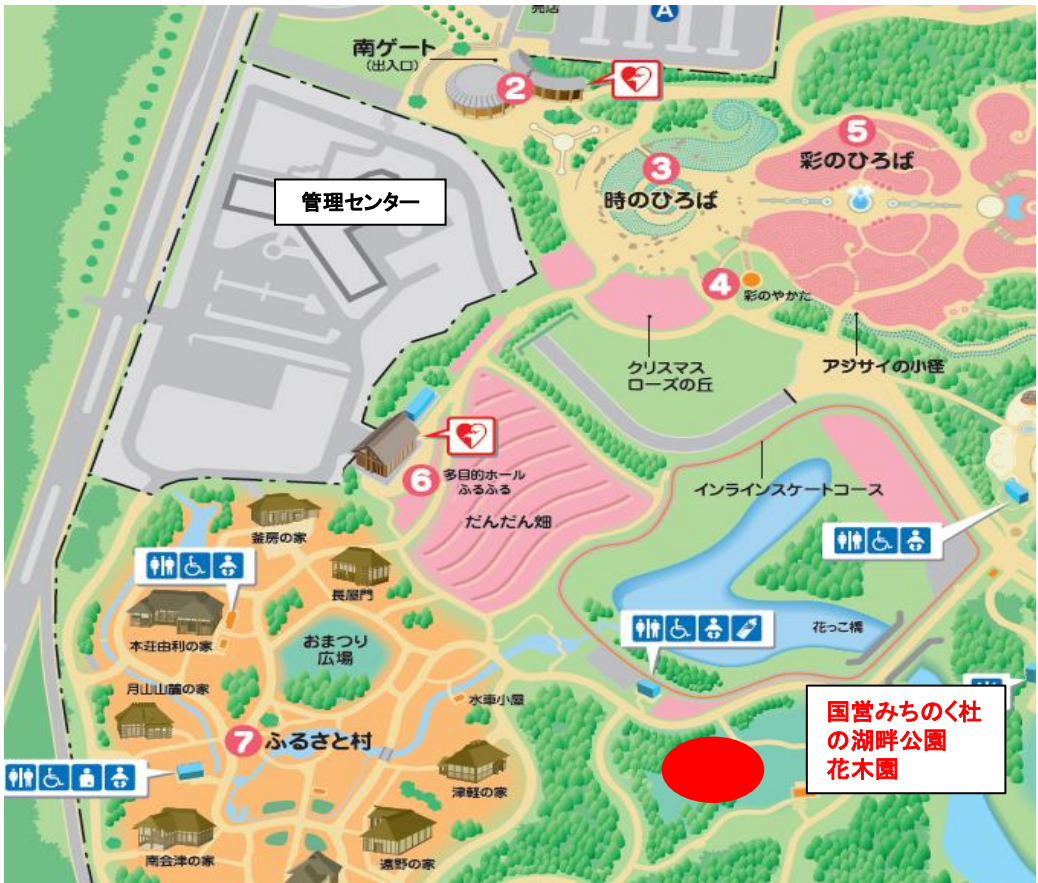 売店
A
南ゲート
(出入口)
2
5
彩のひろば
3
時のひろば
管理センター
4
彩のやかた
クリスマス
ローズの丘
アジサイの小径
6
多目的ホール
ふるふる
インラインスケートコース
だんだん畑
釜房の家
長屋門
本荘由利の家
おまつり
広場
花っこ橋
月山山麓の家
水車小屋
国営みちのく杜
の湖畔公園
花木園
7
ふるさと村
津軽の家
南会津の家
遠野の家